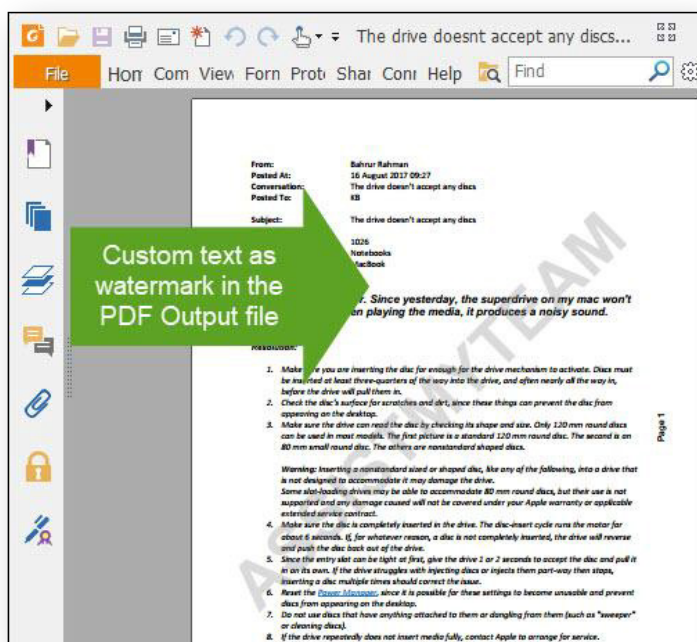 The drive doesnt accept any discs...
File Hon Com View Forn Prot Shar Conr Help Find
From: Bahrur Rahman
Posted At: 16 August 2017 09:27
Conversation: The drive doesn't accept any discs
Posted To: KB
Subject: The drive doesn't accept any discs
1026
Notebooks
MacBook
Custom text as
watermark in the
PDF Output file
r. Since yesterday, the superdrive on my mac won't
en playing the media, it produces a noisy sound.
Resolution:
1. Make sure you are inserting the disc far enough for the drive mechanism to activate. Discs must
be inserted at least three-quarters of the way into the drive, and often nearly all the way in,
before the drive will pull them in.
2. Check the disc's surface for scratches and dirt, since these things can prevent the disc from
appearing on the desktop.
3. Make sure the drive can read the disc by checking its shape and size. Only 120 mm round discs
can be used in most models. The first picture is a standard 120 mm round disc. The second is an
80 mm small round disc. The others are nonstandard shaped discs.
Warning: Inserting a nonstandard sized or shaped disc, like any of the following, into a drive that
is not designed to accommodate it may damage the drive.
Some slot-loading drives may be able to accommodate 80 mm round discs, but their use is not
supported and any damage caused will not be covered under your Apple warranty or applicable
extended service contract.
4. Make sure the disc is completely inserted in the drive. The disc-insert cycle runs the motor for
about 6 seconds. If, for whatever reason, a disc is not completely inserted, the drive will reverse
and push the disc back out of the drive.
5. Since the entry slot can be tight at first, give the drive 1 or 2 seconds to accept the disc and pull it
in on its own. If the drive struggles with injecting discs or injects them part-way then stops,
inserting a disc multiple times should correct the issue.
6. Reset the Power Manager, since it is possible for these settings to become unusable and prevent
discs from appearing on the desktop.
7. Do not use discs that have anything attached to them or dangling from them (such as "sweeper"
or cleaning discs).
8. If the drive repeatedly does not insert media fully, contact Apple to arrange for service.
Page 1
ASSISTMYTEAM